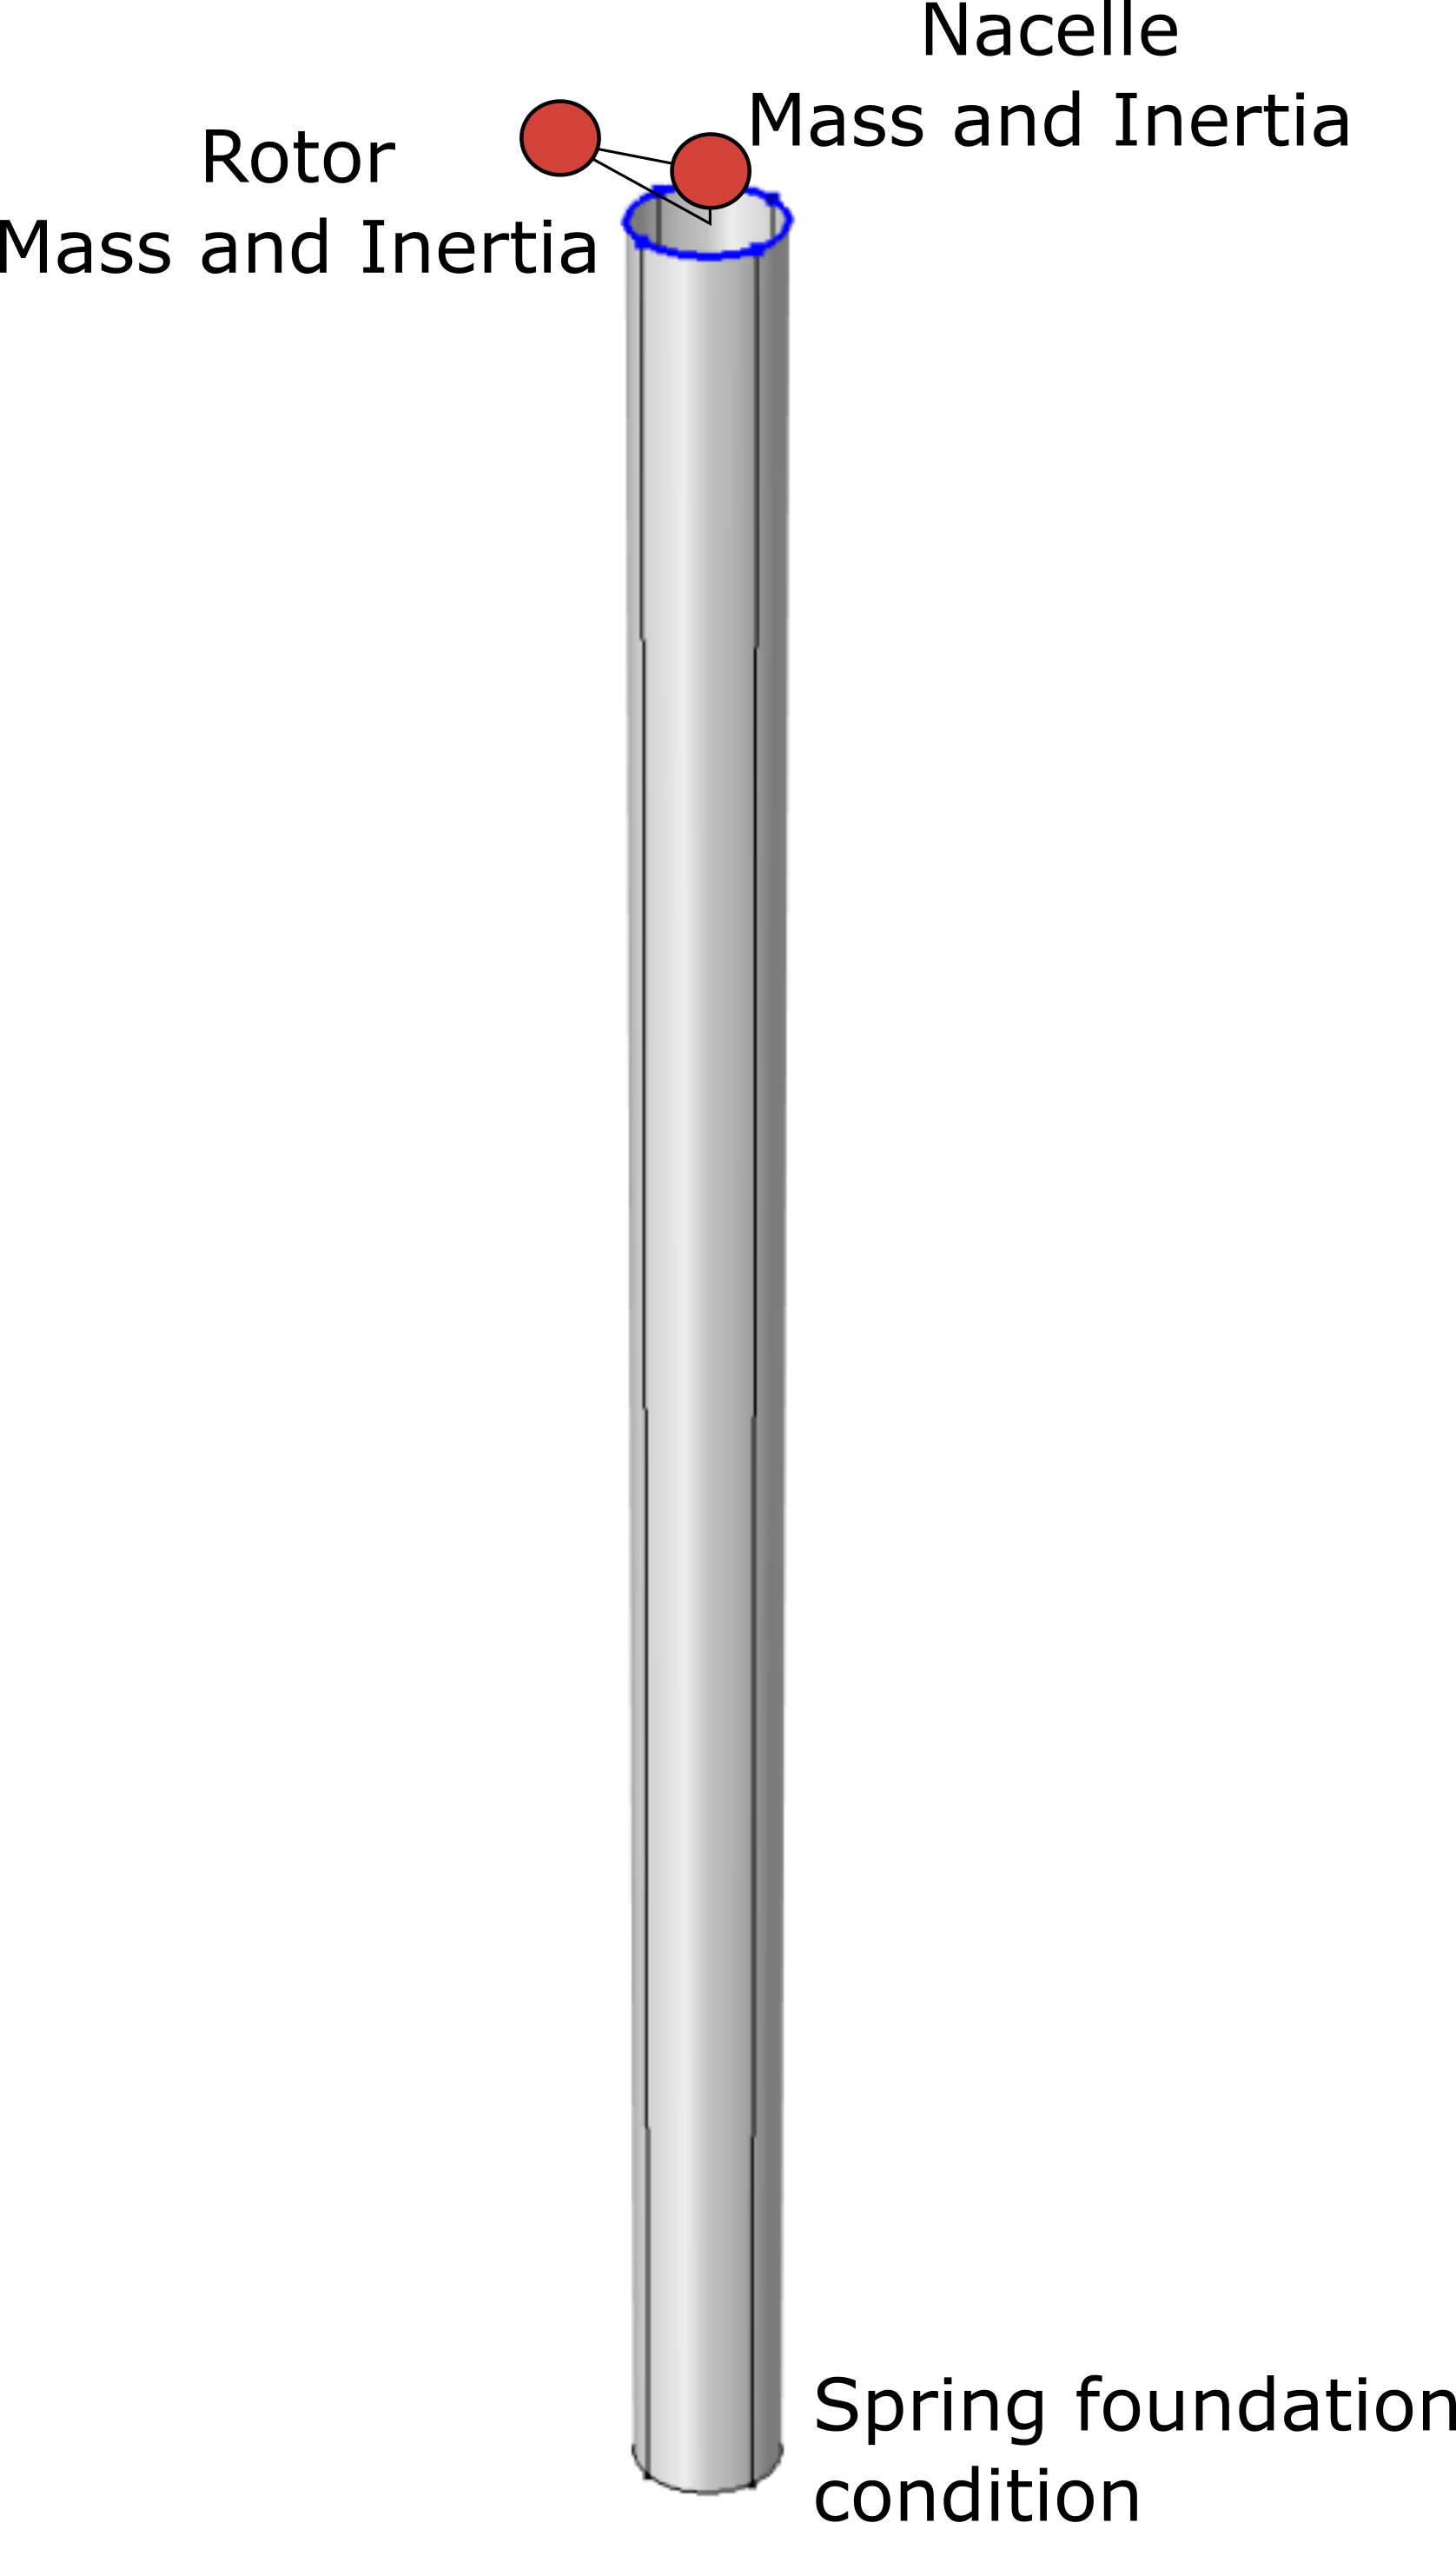 Nacelle
Mass and Inertia
Rotor
Mass and Inertia
Spring foundation
condition